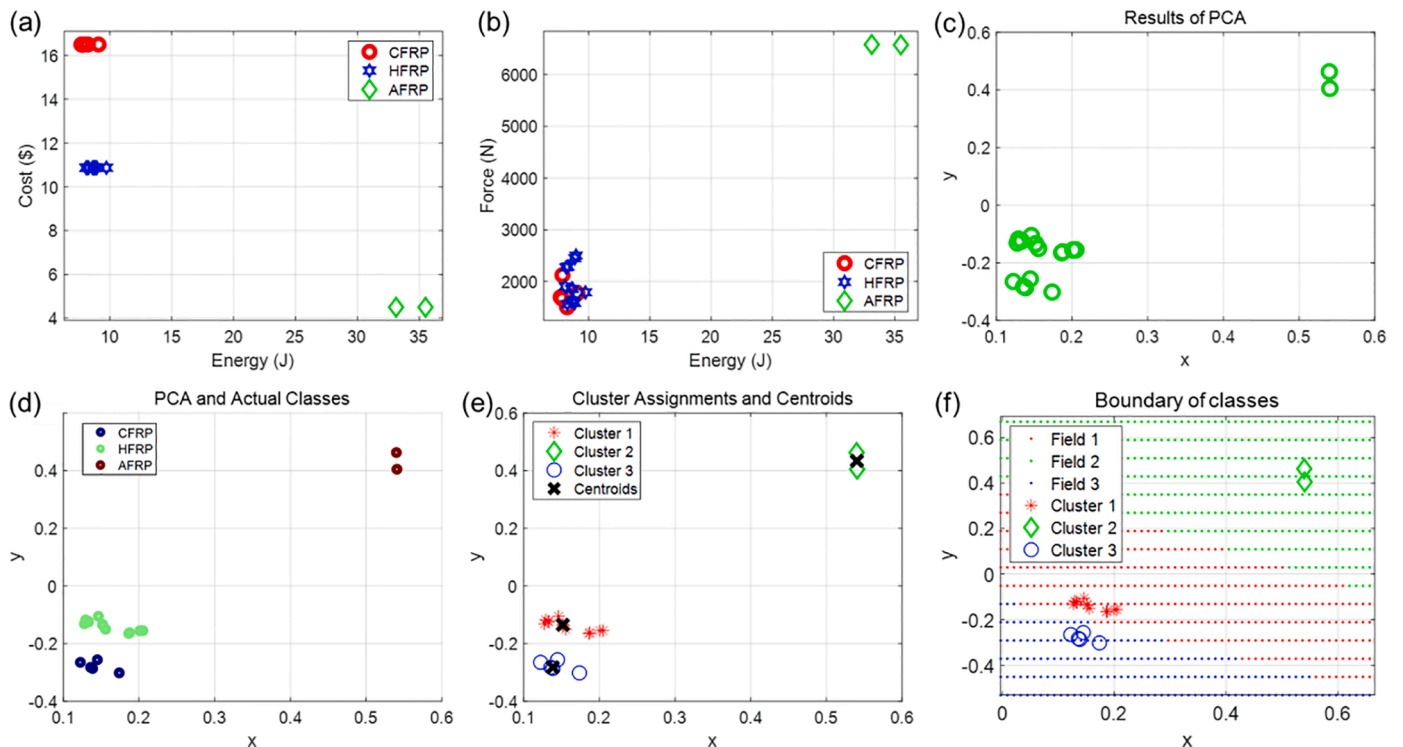 (a)
Cost ($)
16
14
12
10
8
6
4
CFRP
HFRP
AFRP
10
15
20
25
30
35
Energy (J)
(b)
Force (N)
6000
5000
4000
3000
2000
CFRP
HFRP
AFRP
10
15
20
25
30
35
Energy (J)
(c)
Results of PCA
y
0.6
0.4
0.2
0
-0.2
-0.4
0.1
0.2
0.3
0.4
0.5
0.6
x
(d)
PCA and Actual Classes
y
0.4
0.2
0
-0.2
-0.4
CFRP
HFRP
AFRP
0.1
0.2
0.3
0.4
0.5
0.6
x
(e)
Cluster Assignments and Centroids
y
0.6
0.4
0.2
0
-0.2
-0.4
Cluster 1
Cluster 2
Cluster 3
Centroids
0.1
0.2
0.3
0.4
0.5
0.6
x
(f)
Boundary of classes
y
0.6
0.4
0.2
0
-0.2
-0.4
Field 1
Field 2
Field 3
Cluster 1
Cluster 2
Cluster 3
0
0.2
0.4
0.6
x